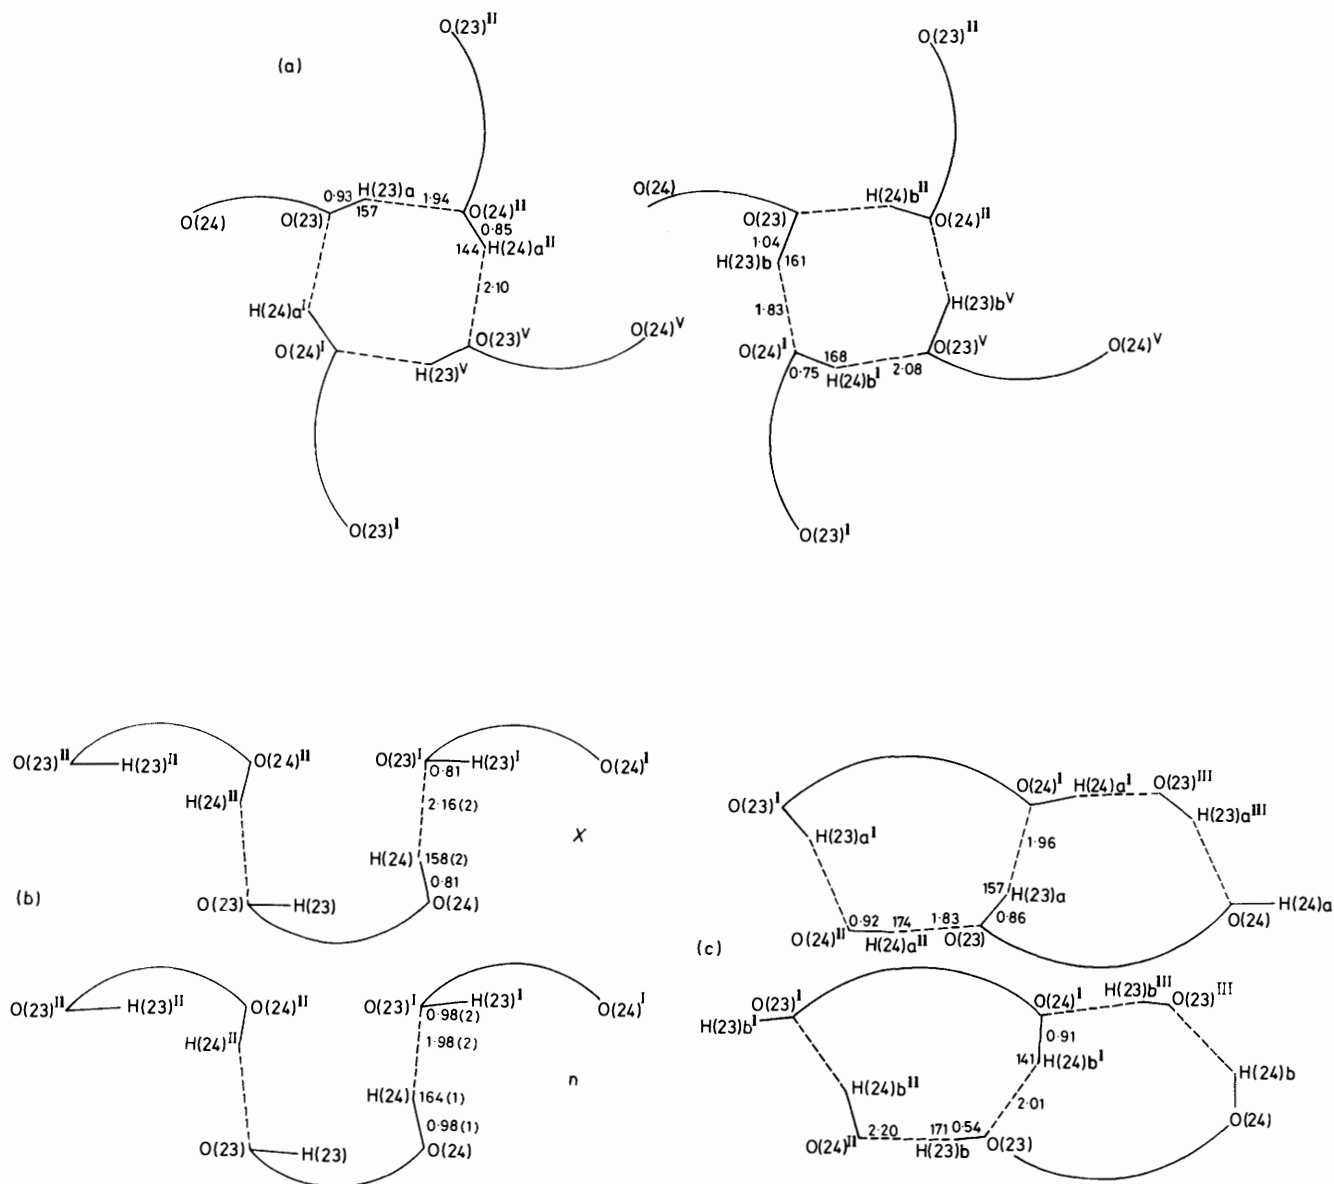 O(23)II
O(23)II
(a)
O(24)
0·93
H(23)a
157
1·94
O(23)
O(24)II
0·85
144
H(24)aII
2·10
H(24)aI
O(24)I
H(23)V
O(23)V
O(24)V
O(23)I
O(24)
H(24)bII
O(23)
O(24)II
1·04
H(23)b
161
1·83
H(23)bV
O(24)I
168
0·75
H(24)bI
2·08
O(23)V
O(24)V
O(23)I
O(23)II
H(23)II
O(24)II
O(23)I
H(23)I
0·81
O(24)I
H(24)II
2·16(2)
X
H(24)
158(2)
0·81
(b)
O(23)
H(23)
O(24)
O(23)II
H(23)II
O(24)II
O(23)I
H(23)I
0·98(2)
O(24)I
H(24)II
1·98(2)
n
H(24)
164(1)
0·98(1)
O(23)
H(23)
O(24)
O(23)I
O(24)I
H(24)aI
O(23)III
H(23)aI
H(23)aIII
1·96
157
H(23)a
0·92
174
1·83
0·86
H(24)a
O(24)
(c)
O(24)II
H(24)aII
O(23)
O(23)I
H(23)bI
O(24)I
H(23)bIII
O(23)III
0·91
141
H(24)bI
H(24)bII
H(24)b
2·01
O(24)
2·20
171
0·54
O(24)II
H(23)b
O(23)